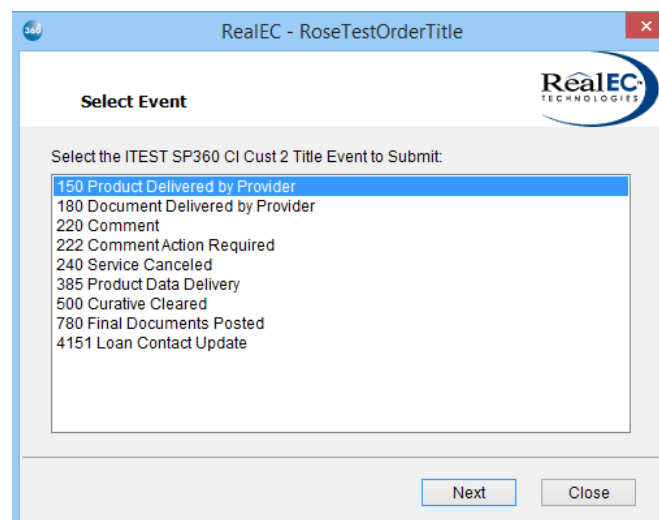 360
RealEC - RoseTestOrderTitle
Select Event
RealEC
TECHNOLOGIES
Select the ITEST SP360 CI Cust 2 Title Event to Submit:
150 Product Delivered by Provider
180 Document Delivered by Provider
220 Comment
222 Comment Action Required
240 Service Canceled
385 Product Data Delivery
500 Curative Cleared
780 Final Documents Posted
4151 Loan Contact Update
Next
Close